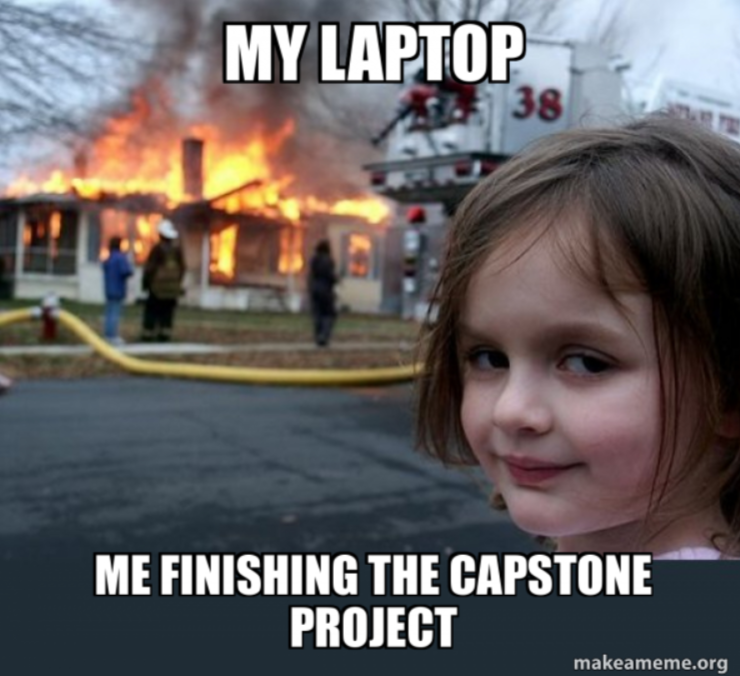 MY LAPTOP
38
ME FINISHING THE CAPSTONE
PROJECT
makeameme.org